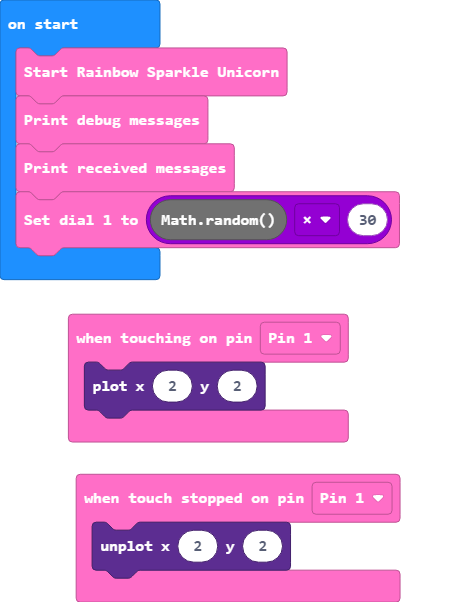 on start
Start Rainbow Sparkle Unicorn
Print debug messages
Print received messages
Set dial 1 to Math.random() × 30
when touching on pin Pin 1
plot x 2 y 2
when touch stopped on pin Pin 1
unplot x 2 y 2